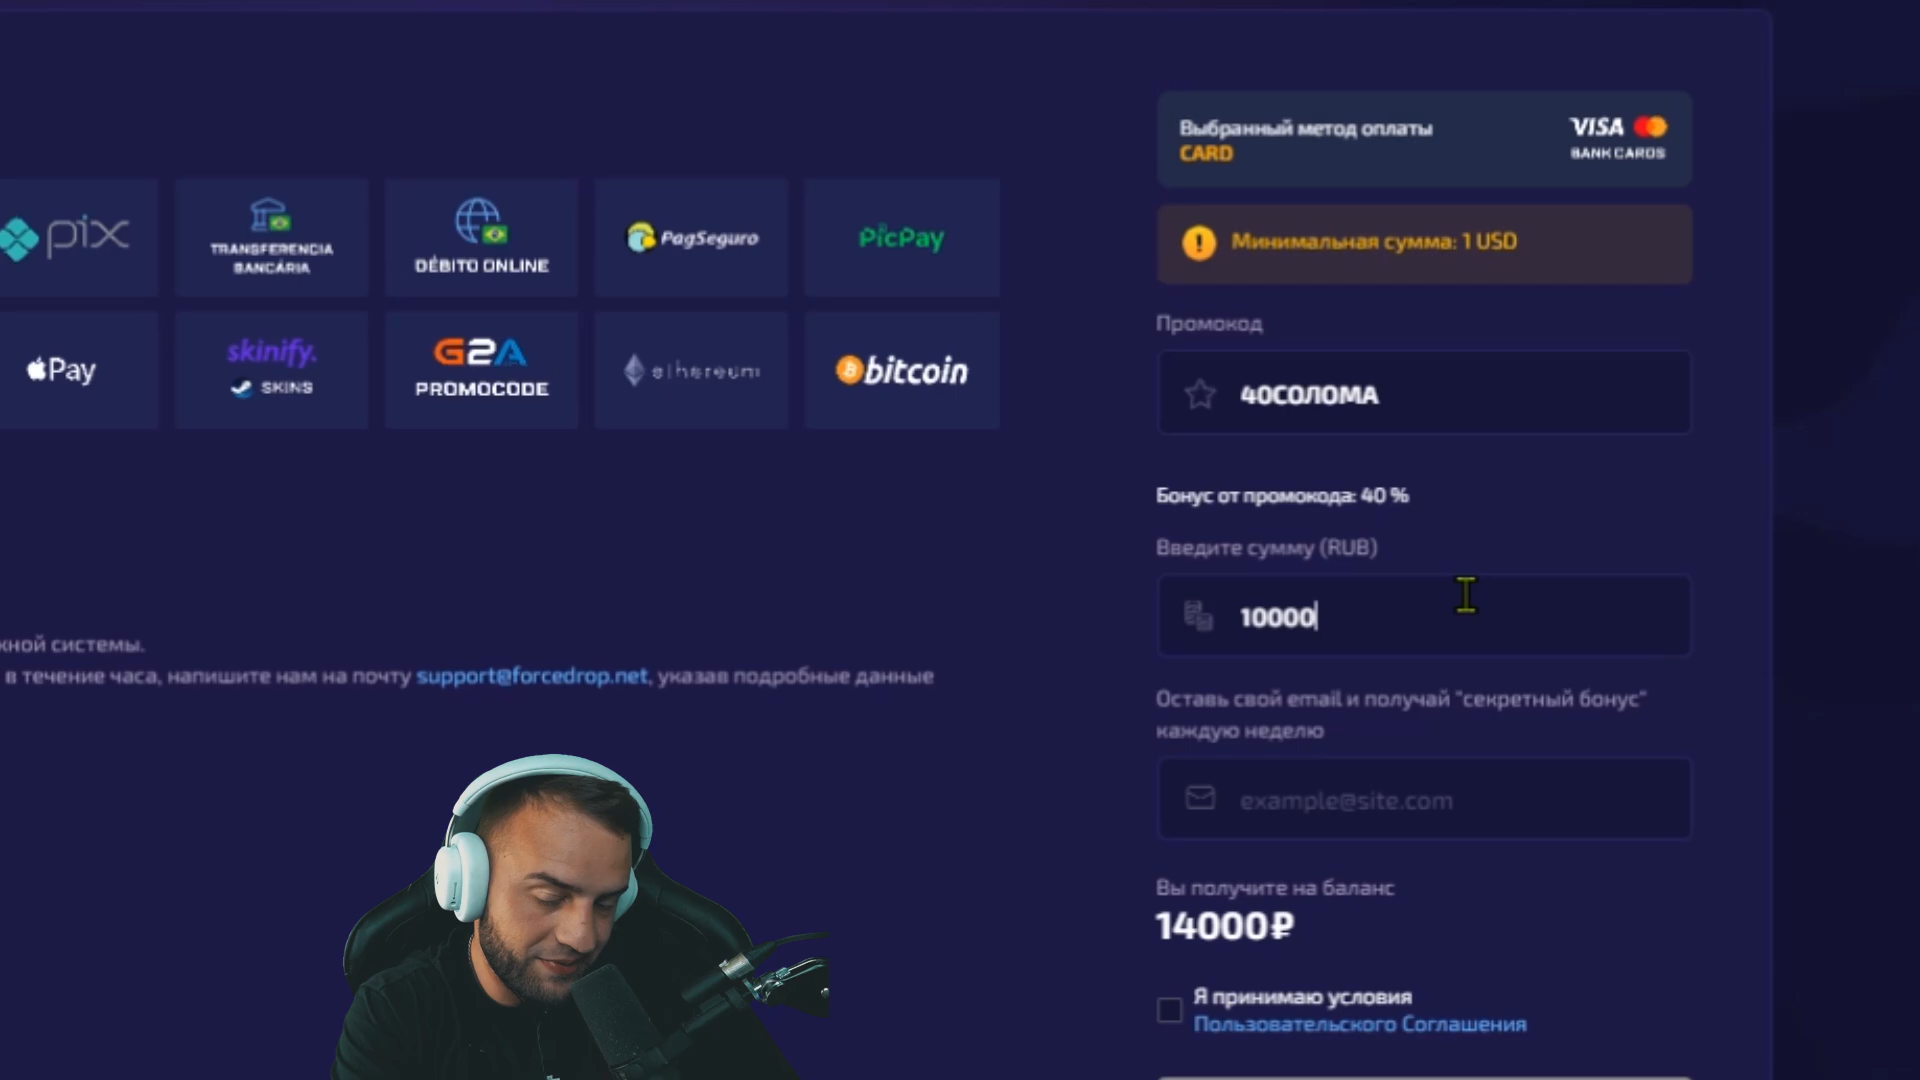 Выбранный метод оплаты
CARD
VISA
BANK CARDS
Минимальная сумма: 1 USD
pix
TRANSFERENCIA
BANCÁRIA
DÉBITO ONLINE
PagSeguro
PicPay
Pay
skinify.
SKINS
G2A
PROMOCODE
ethereum
bitcoin
Промокод
40СОЛОМА
Бонус от промокода: 40 %
Введите сумму (RUB)
10000
жной системы.
в течение часа, напишите нам на почту support@forcedrop.net, указав подробные данные
Оставь свой email и получай "секретный бонус"
каждую неделю
example@site.com
Вы получите на баланс
14000₽
Я принимаю условия
Пользовательского Соглашения